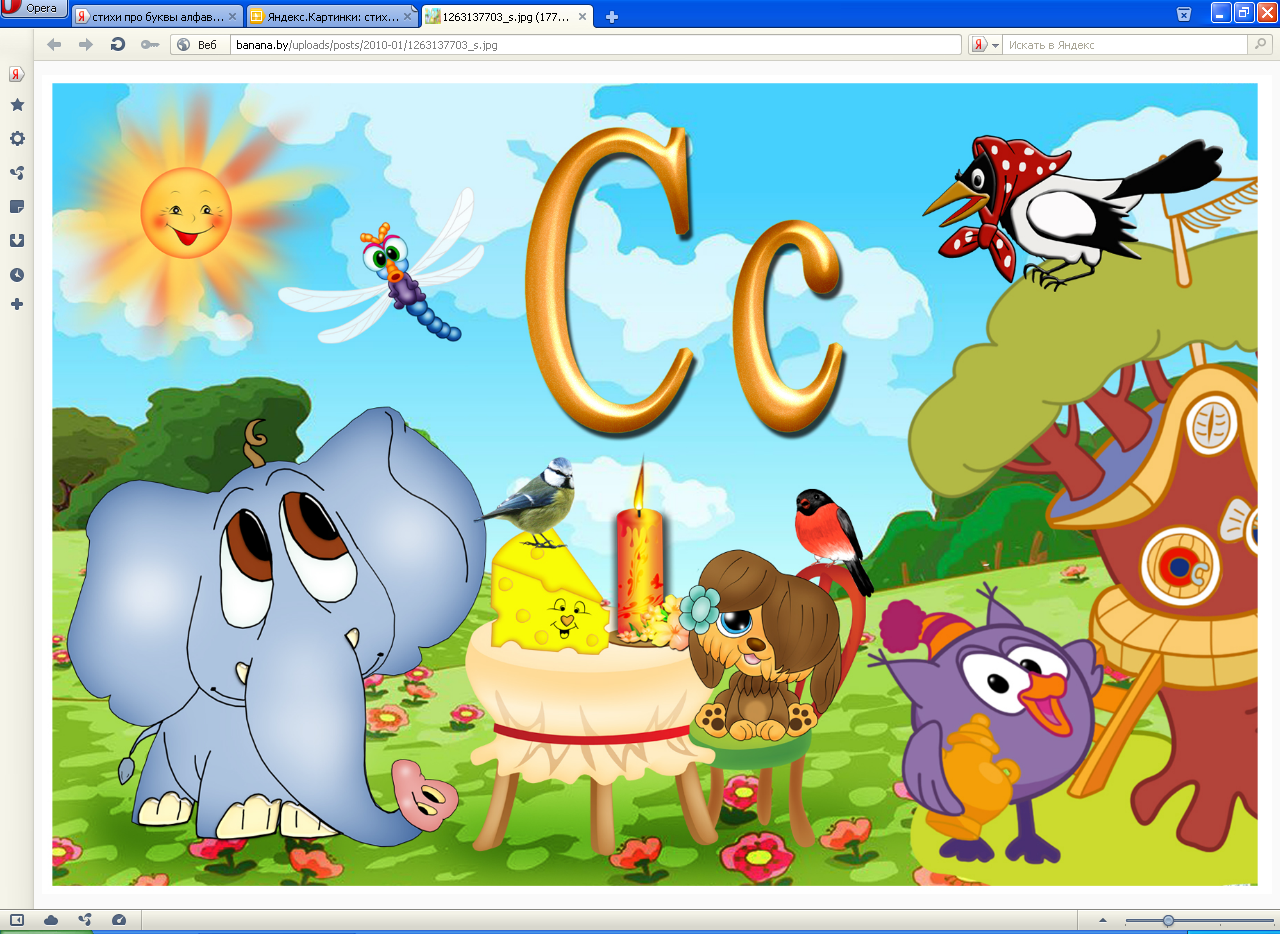 Opera
стихи про буквы алфав...
Яндекс.Картинки: стих...
1263137703_s.jpg (177...
Веб
banana.by/uploads/posts/2010-01/1263137703_s.jpg
Я
Искать в Яндекс
Я
С с